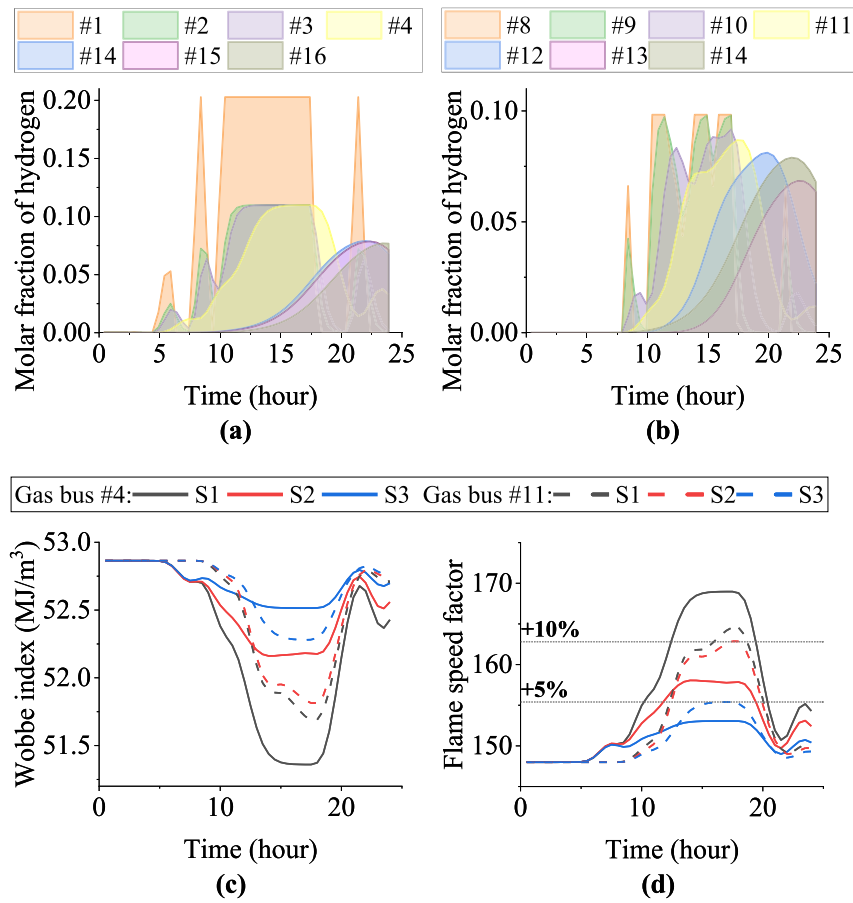 #1 #2 #3 #4
#14 #15 #16
#8 #9 #10 #11
#12 #13 #14
Molar fraction of hydrogen
0.20
0.15
0.10
0.05
0.00
0 5 10 15 20 25
Time (hour)
(a)
Molar fraction of hydrogen
0.10
0.05
0.00
0 5 10 15 20 25
Time (hour)
(b)
Gas bus #4: S1 S2 S3 Gas bus #11: S1 S2 S3
Wobbe index (MJ/m³)
53.0
52.5
52.0
51.5
0 10 20
Time (hour)
(c)
Flame speed factor
170
160
150
+10%
+5%
0 10 20
Time (hour)
(d)